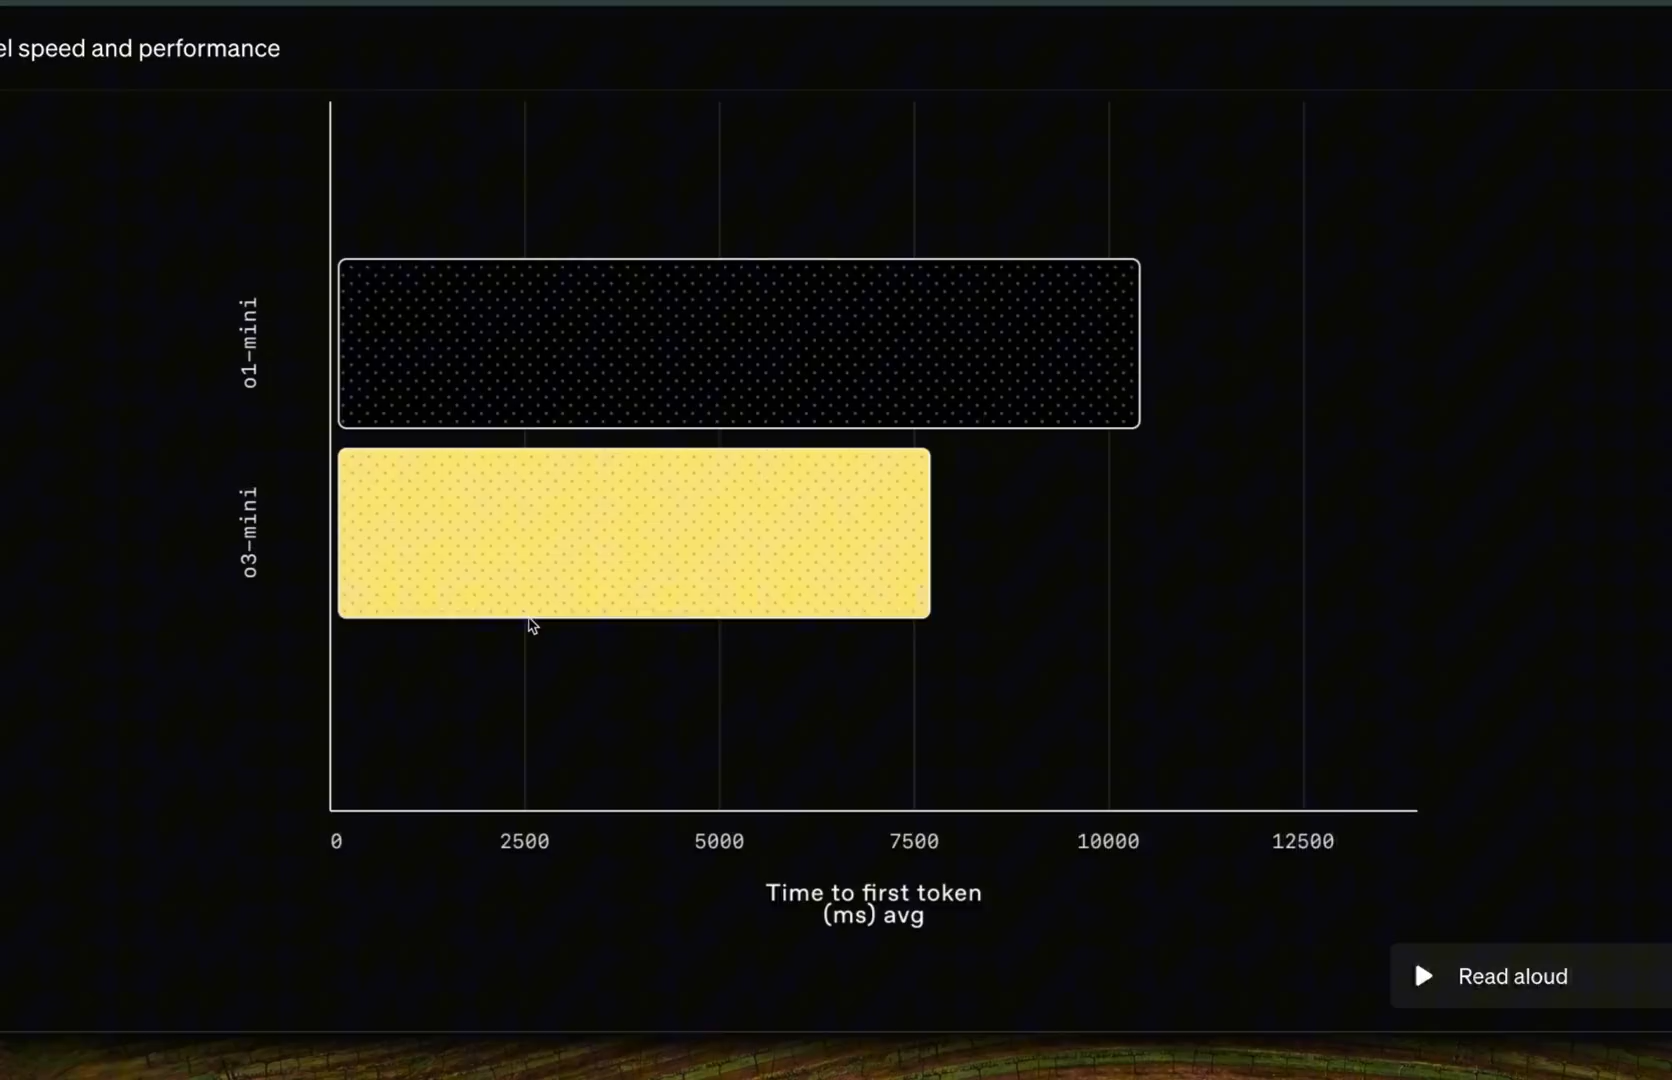 el speed and performance
o1-mini
o3-mini
0 2500 5000 7500 10000 12500
Time to first token
(ms) avg
Read aloud